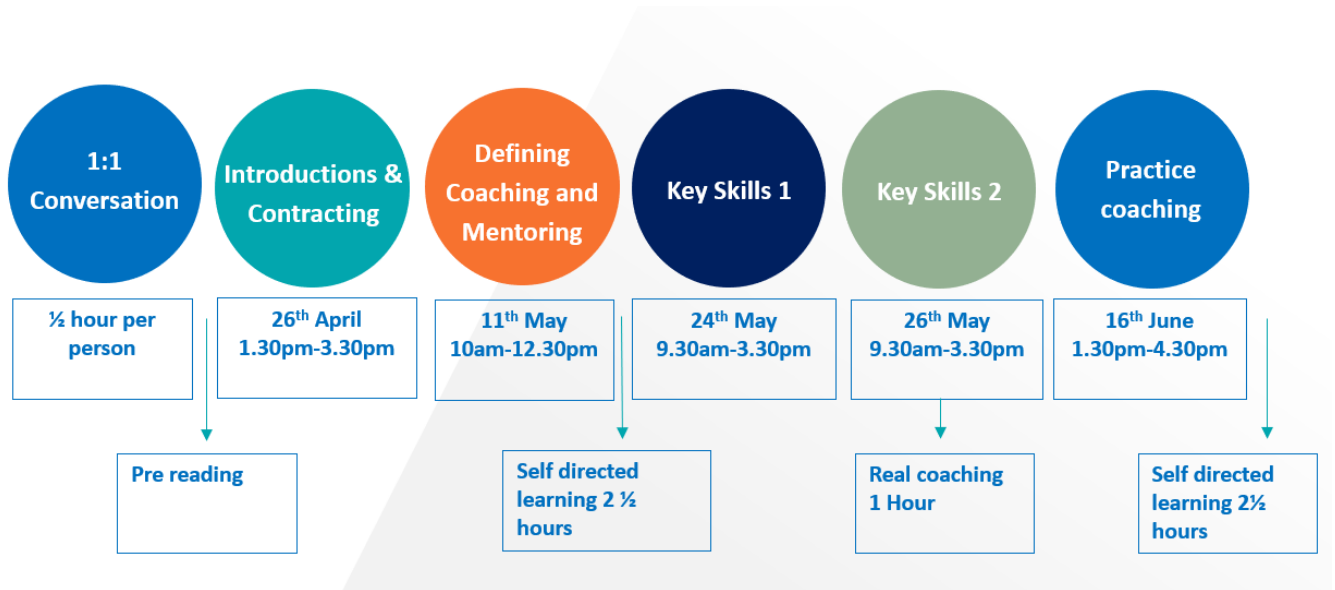 1:1
Conversation
Introductions &
Contracting
Defining
Coaching and
Mentoring
Key Skills 1
Key Skills 2
Practice
coaching
½ hour per
person
26th April
1.30pm-3.30pm
11th May
10am-12.30pm
24th May
9.30am-3.30pm
26th May
9.30am-3.30pm
16th June
1.30pm-4.30pm
Pre reading
Self directed
learning 2 ½
hours
Real coaching
1 Hour
Self directed
learning 2½
hours